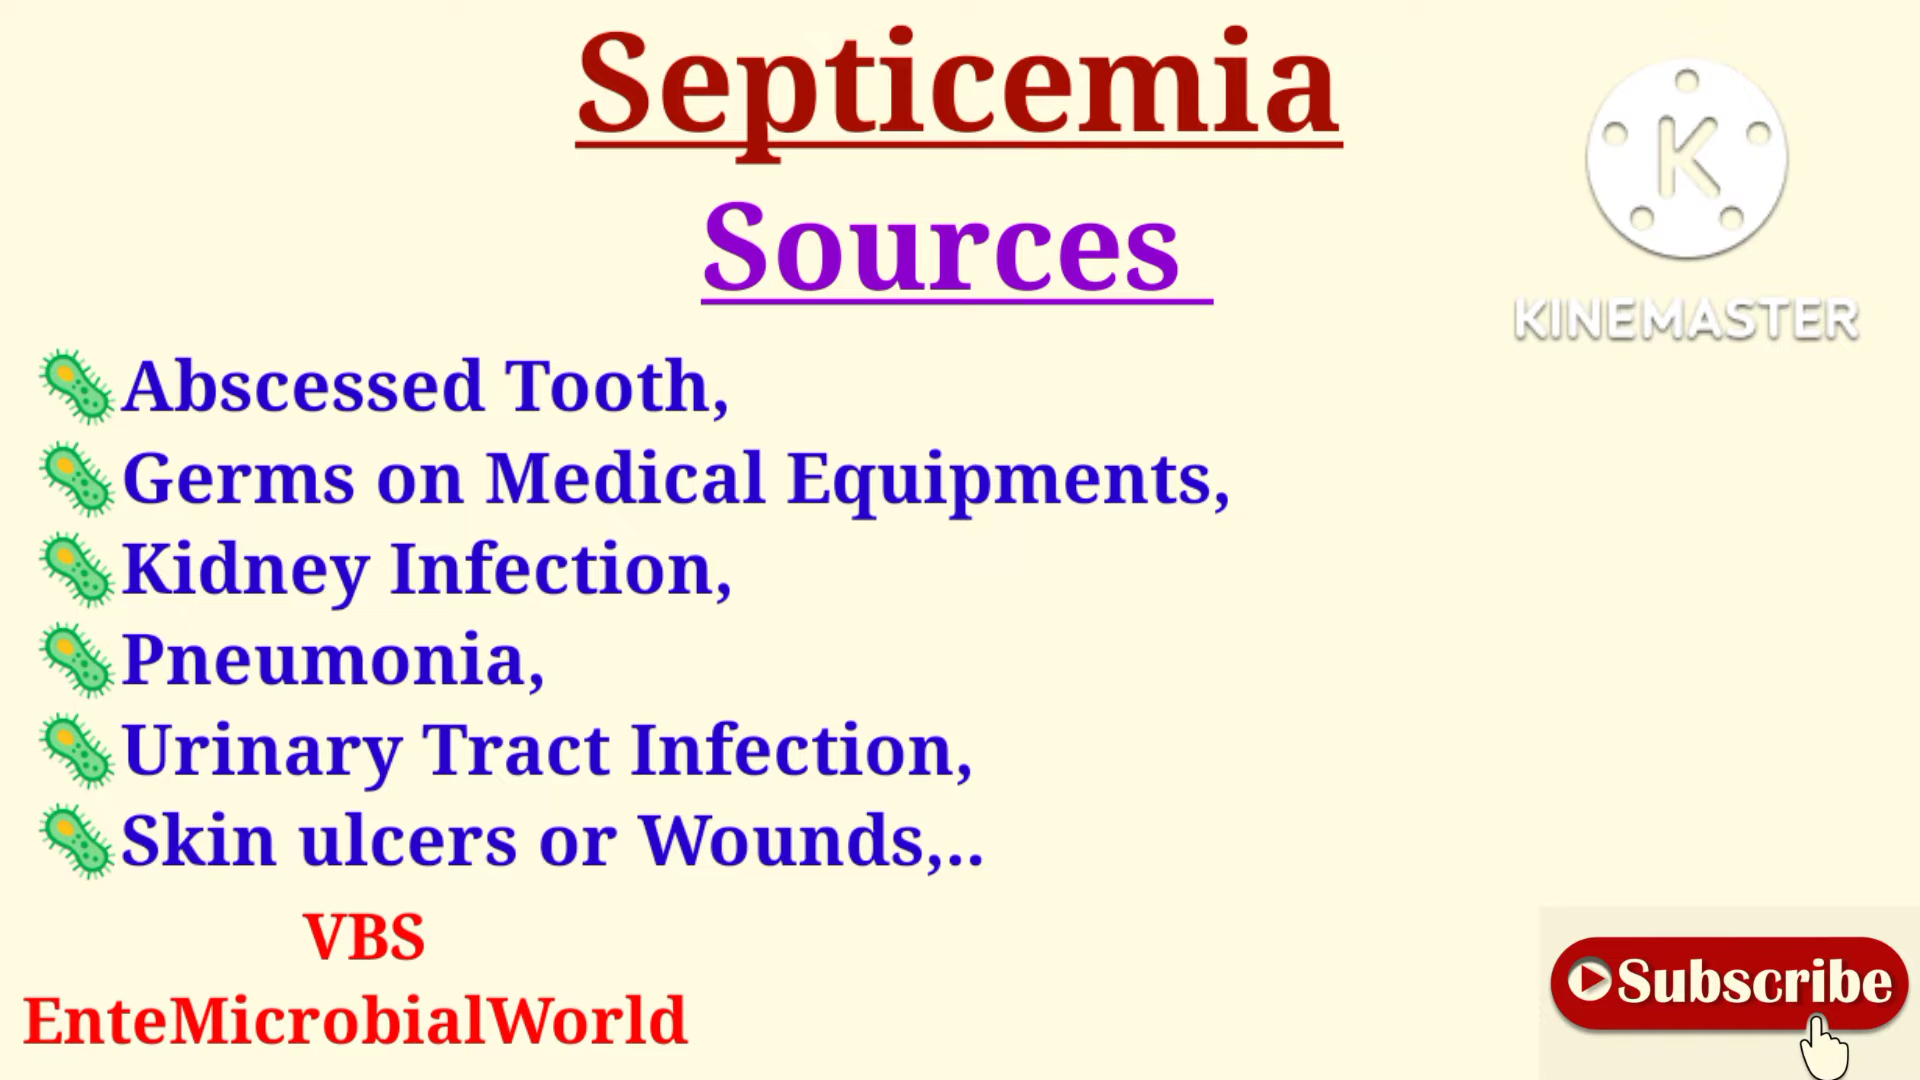 Septicemia
Sources
K
KINEMASTER
Abscessed Tooth,
Germs on Medical Equipments,
Kidney Infection,
Pneumonia,
Urinary Tract Infection,
Skin ulcers or Wounds,..
VBS
EnteMicrobialWorld
Subscribe